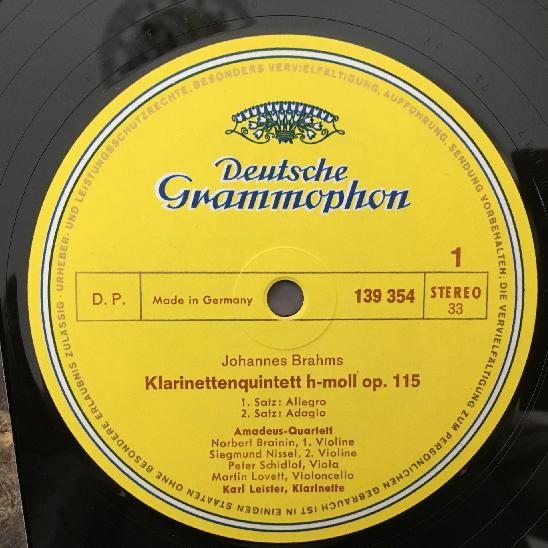 Deutsche
Grammophon
1
D. P.
Made in Germany
139 354
STEREO
33
Johannes Brahms
Klarinettenquintett h-moll op. 115
1. Satz: Allegro
2. Satz: Adagio
Amadeus-Quartett
Norbert Brainin, 1. Violine
Siegmund Nissel, 2. Violine
Peter Schidlof, Viola
Martin Lovett, Violoncello
Karl Leister, Klarinette
URHEBER- UND LEISTUNGSSCHUTZRECHTE, BESONDERS VERVIELFÄLTIGUNG, AUFFÜHRUNG, SENDUNG VORBEHALTEN; DIE VERVIELFÄLTIGUNG ZUM PERSÖNLICHEN GEBRAUCH IST IN EINIGEN STAATEN OHNE BESONDERE ERLAUBNIS ZULÄSSIG ·